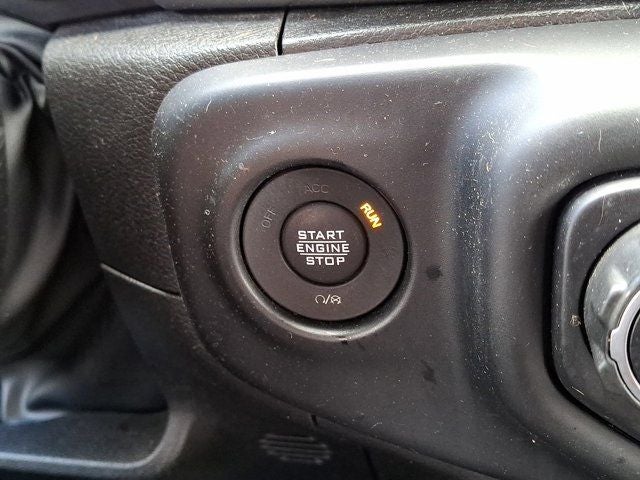 ACC
OFF
RUN
START
ENGINE
STOP